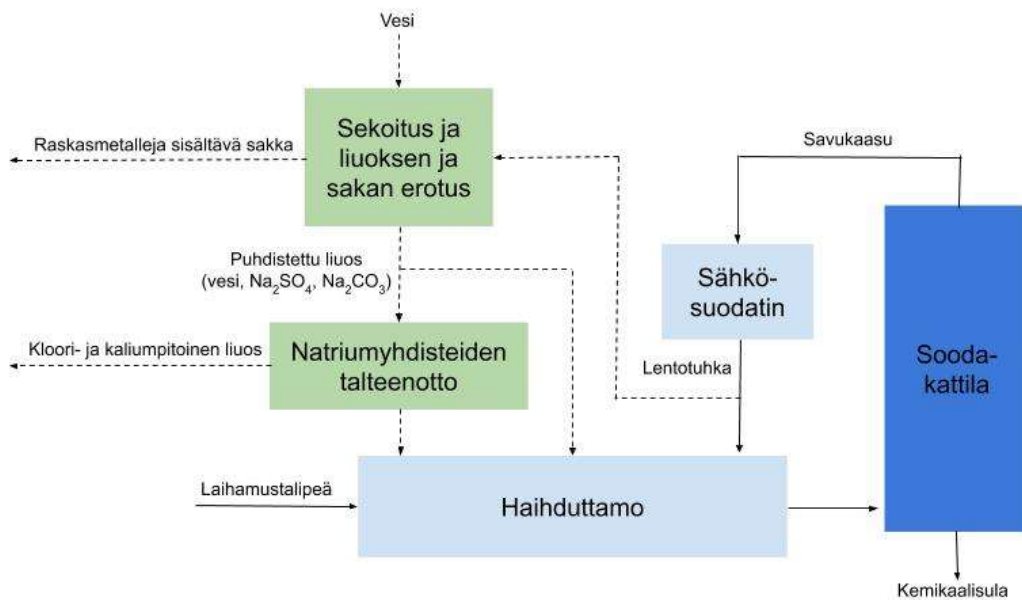 Vesi
Sekoitus ja
liuoksen ja
sakan erotus
Raskasmetalleja sisältävä sakka
Savukaasu
Puhdistettu liuos
(vesi, Na₂SO₄, Na₂CO₃)
Sähkö-
suodatin
Kloori- ja kaliumpitoinen liuos
Natriumyhdisteiden
talteenotto
Lentotuhka
Sooda-
kattila
Laihamustalipeä
Haihduttamo
Kemikaalisula